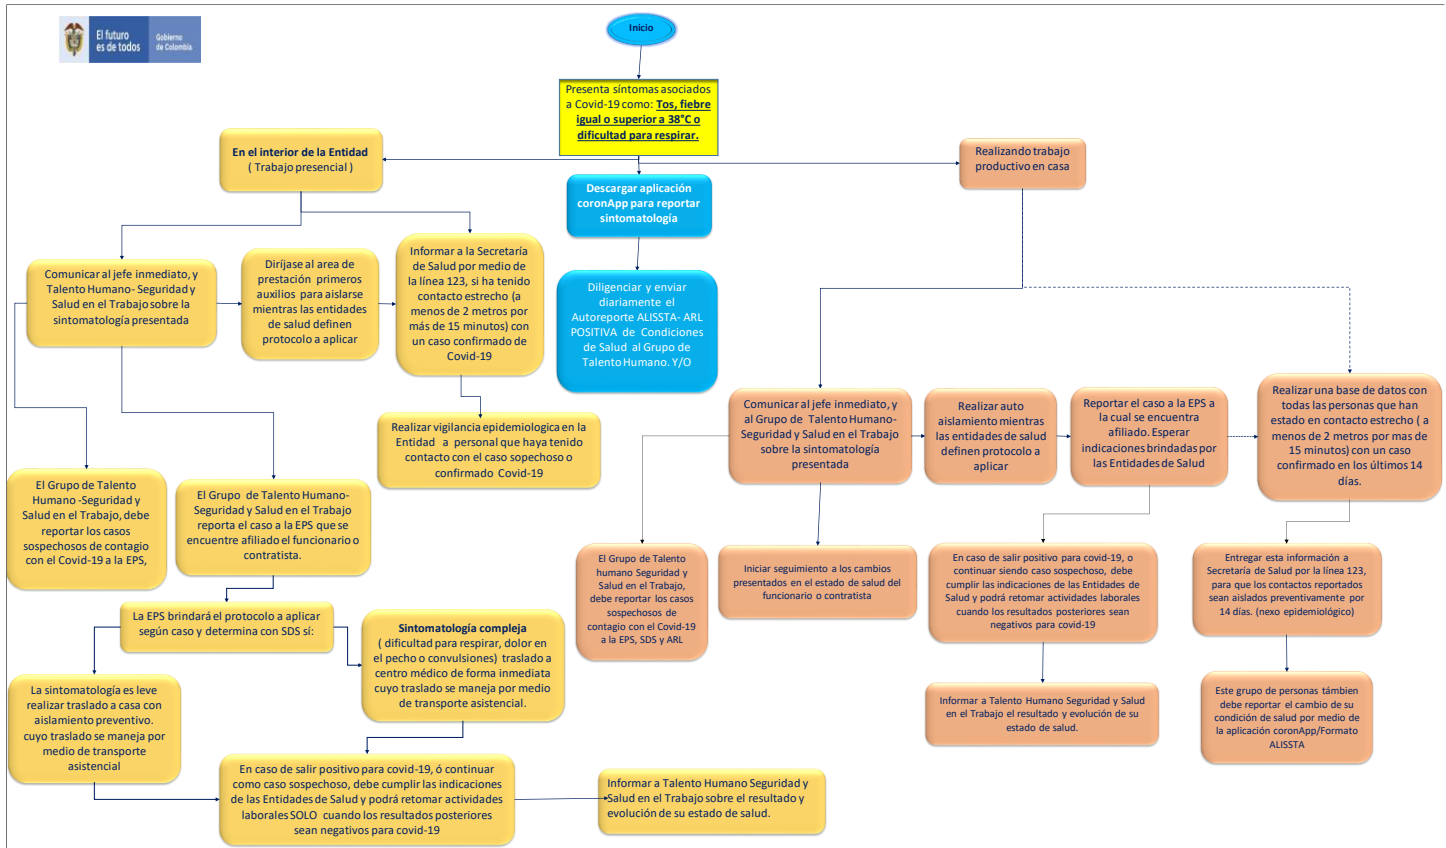 El futuro
es de todos
Gobierno
de Colombia
Inicio
Presenta síntomas asociados
a Covid-19 como: Tos, fiebre
igual o superior a 38°C o
dificultad para respirar.
En el interior de la Entidad
( Trabajo presencial )
Realizando trabajo
productivo en casa
Descargar aplicación
coronApp para reportar
sintomatología
Comunicar al jefe inmediato, y
Talento Humano- Seguridad y
Salud en el Trabajo sobre la
sintomatología presentada
Diríjase al area de
prestación primeros
auxilios para aislarse
mientras las entidades
de salud definen
protocolo a aplicar
Informar a la Secretaría
de Salud por medio de
la línea 123, si ha tenido
contacto estrecho (a
menos de 2 metros por
más de 15 minutos) con
un caso confirmado de
Covid-19
Diligenciar y enviar
diariamente el
Autoreporte ALISSTA- ARL
POSITIVA de Condiciones
de Salud al Grupo de
Talento Humano. Y/O
Realizar vigilancia epidemiologica en la
Entidad a personal que haya tenido
contacto con el caso sopechoso o
confirmado Covid-19
Comunicar al jefe inmediato, y
al Grupo de Talento Humano-
Seguridad y Salud en el Trabajo
sobre la sintomatología
presentada
Realizar auto
aislamiento mientras
las entidades de salud
definen protocolo a
aplicar
Reportar el caso a la EPS a
la cual se encuentra
afiliado. Esperar
indicaciones brindadas por
las Entidades de Salud
Realizar una base de datos con
todas las personas que han
estado en contacto estrecho ( a
menos de 2 metros por mas de
15 minutos) con un caso
confirmado en los últimos 14
días.
El Grupo de Talento
Humano -Seguridad y
Salud en el Trabajo, debe
reportar los casos
sospechosos de contagio
con el Covid-19 a la EPS,
El Grupo de Talento Humano-
Seguridad y Salud en el Trabajo
reporta el caso a la EPS que se
encuentre afiliado el funcionario o
contratista.
El Grupo de Talento
humano Seguridad y
Salud en el Trabajo,
debe reportar los casos
sospechosos de
contagio con el Covid-19
a la EPS, SDS y ARL
Iniciar seguimiento a los cambios
presentados en el estado de salud del
funcionario o contratista
En caso de salir positivo para covid-19, o
continuar siendo caso sospechoso, debe
cumplir las indicaciones de las Entidades de
Salud y podrá retomar actividades laborales
cuando los resultados posteriores sean
negativos para covid-19
Entregar esta información a
Secretaría de Salud por la línea 123,
para que los contactos reportados
sean aislados preventivamente por
14 días. (nexo epidemiológico)
La EPS brindará el protocolo a aplicar
según caso y determina con SDS sí:
Sintomatología compleja
( dificultad para respirar, dolor en
el pecho o convulsiones) traslado a
centro médico de forma inmediata
cuyo traslado se maneja por medio
de transporte asistencial.
La sintomatología es leve
realizar traslado a casa con
aislamiento preventivo.
cuyo traslado se maneja por
medio de transporte
asistencial
Informar a Talento Humano Seguridad y Salud
en el Trabajo el resultado y evolución de su
estado de salud.
Este grupo de personas támbien
debe reportar el cambio de su
condición de salud por medio de
la aplicación coronApp/Formato
ALISSTA
En caso de salir positivo para covid-19, ó continuar
como caso sospechoso, debe cumplir las indicaciones
de las Entidades de Salud y podrá retomar actividades
laborales SOLO cuando los resultados posteriores
sean negativos para covid-19
Informar a Talento Humano Seguridad y
Salud en el Trabajo sobre el resultado y
evolución de su estado de salud.